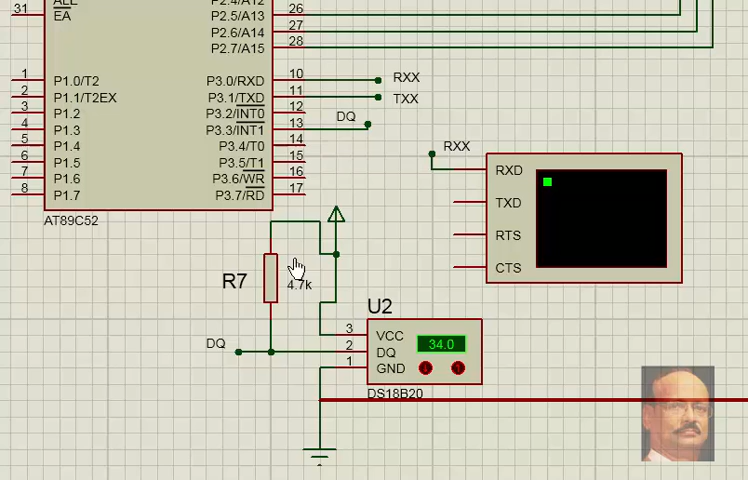 ALE
31
EA
P2.4/A12
P2.5/A13
26
P2.6/A14
27
P2.7/A15
28
1
P1.0/T2
P3.0/RXD
10
RXX
2
P1.1/T2EX
P3.1/TXD
11
TXX
3
P1.2
P3.2/INT0
12
4
P1.3
P3.3/INT1
13
DQ
5
P1.4
P3.4/T0
14
6
P1.5
P3.5/T1
15
7
P1.6
P3.6/WR
16
8
P1.7
P3.7/RD
17
AT89C52
RXX
RXD
TXD
RTS
CTS
R7
4.7k
U2
DQ
3
VCC
34.0
2
DQ
1
GND
DS18B20